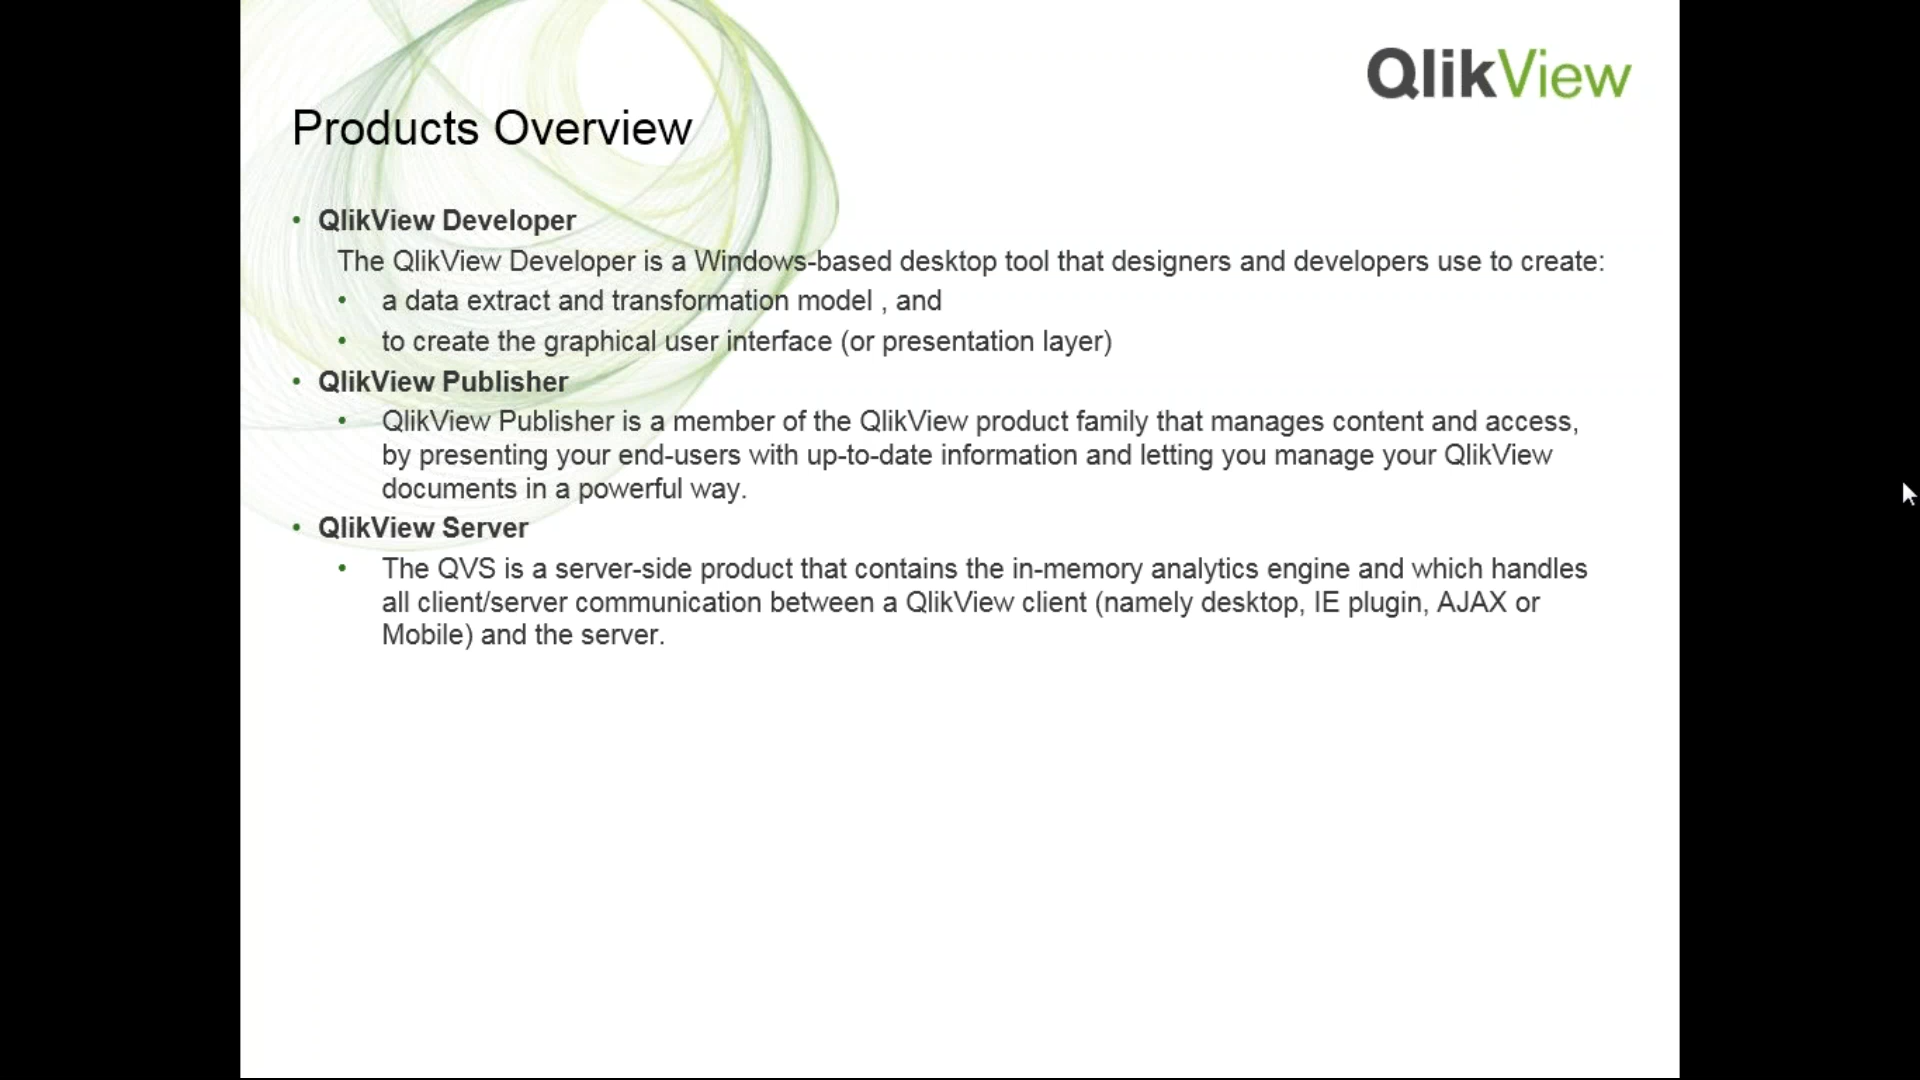 QlikView
Products Overview
• QlikView Developer
The QlikView Developer is a Windows-based desktop tool that designers and developers use to create:
• a data extract and transformation model , and
• to create the graphical user interface (or presentation layer)
• QlikView Publisher
• QlikView Publisher is a member of the QlikView product family that manages content and access,
by presenting your end-users with up-to-date information and letting you manage your QlikView
documents in a powerful way.
• QlikView Server
• The QVS is a server-side product that contains the in-memory analytics engine and which handles
all client/server communication between a QlikView client (namely desktop, IE plugin, AJAX or
Mobile) and the server.